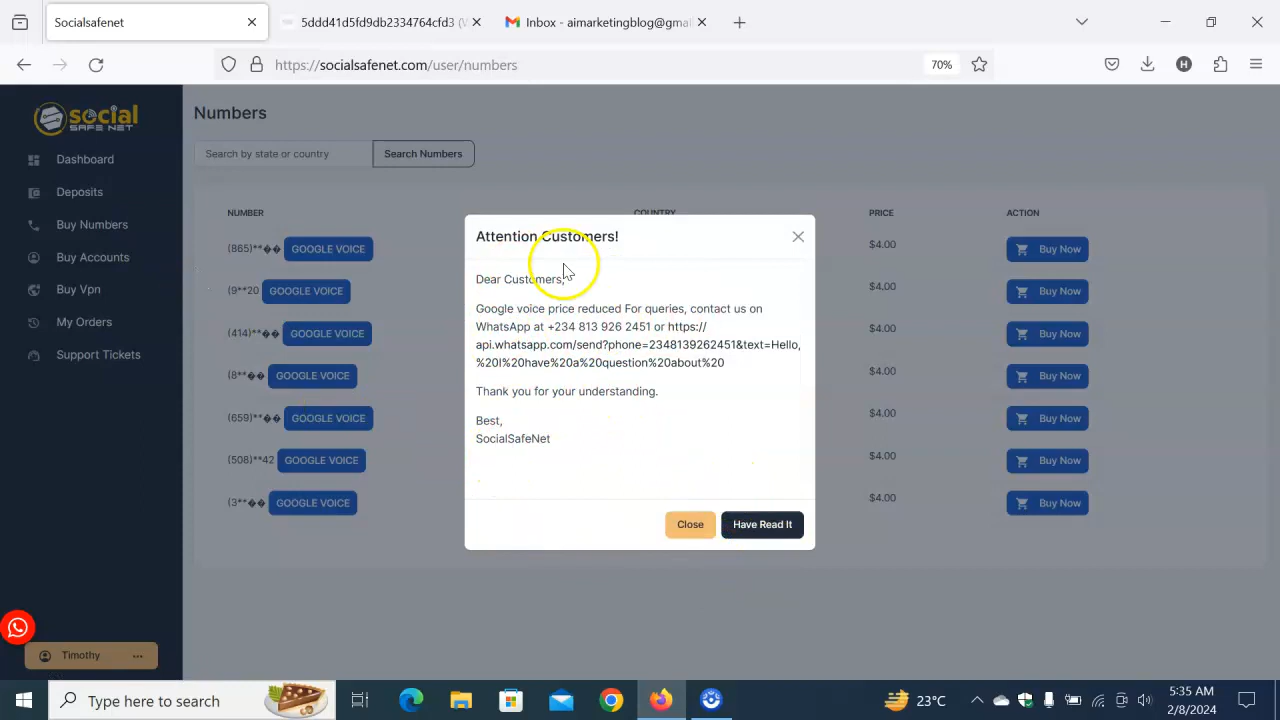 Socialsafenet
5ddd41d5fd9db2334764cfd3 (W
Inbox - aimarketingblog@gmai
https://socialsafenet.com/user/numbers
70%
H
social
SAFE NET
Dashboard
Deposits
Buy Numbers
Buy Accounts
Buy Vpn
My Orders
Support Tickets
Timothy
Numbers
Search by state or country
Search Numbers
NUMBER COUNTRY PRICE ACTION
(865)**�� GOOGLE VOICE $4.00 Buy Now
(9**20 GOOGLE VOICE $4.00 Buy Now
(414)**�� GOOGLE VOICE $4.00 Buy Now
(8**�� GOOGLE VOICE $4.00 Buy Now
(659)**�� GOOGLE VOICE $4.00 Buy Now
(508)**42 GOOGLE VOICE $4.00 Buy Now
(3**�� GOOGLE VOICE $4.00 Buy Now
Attention Customers!
Dear Customers,
Google voice price reduced For queries, contact us on
WhatsApp at +234 813 926 2451 or https://
api.whatsapp.com/send?phone=2348139262451&text=Hello,
%20I%20have%20a%20question%20about%20
Thank you for your understanding.
Best,
SocialSafeNet
Close
Have Read It
Type here to search
23°C
5:35 AM
2/8/2024